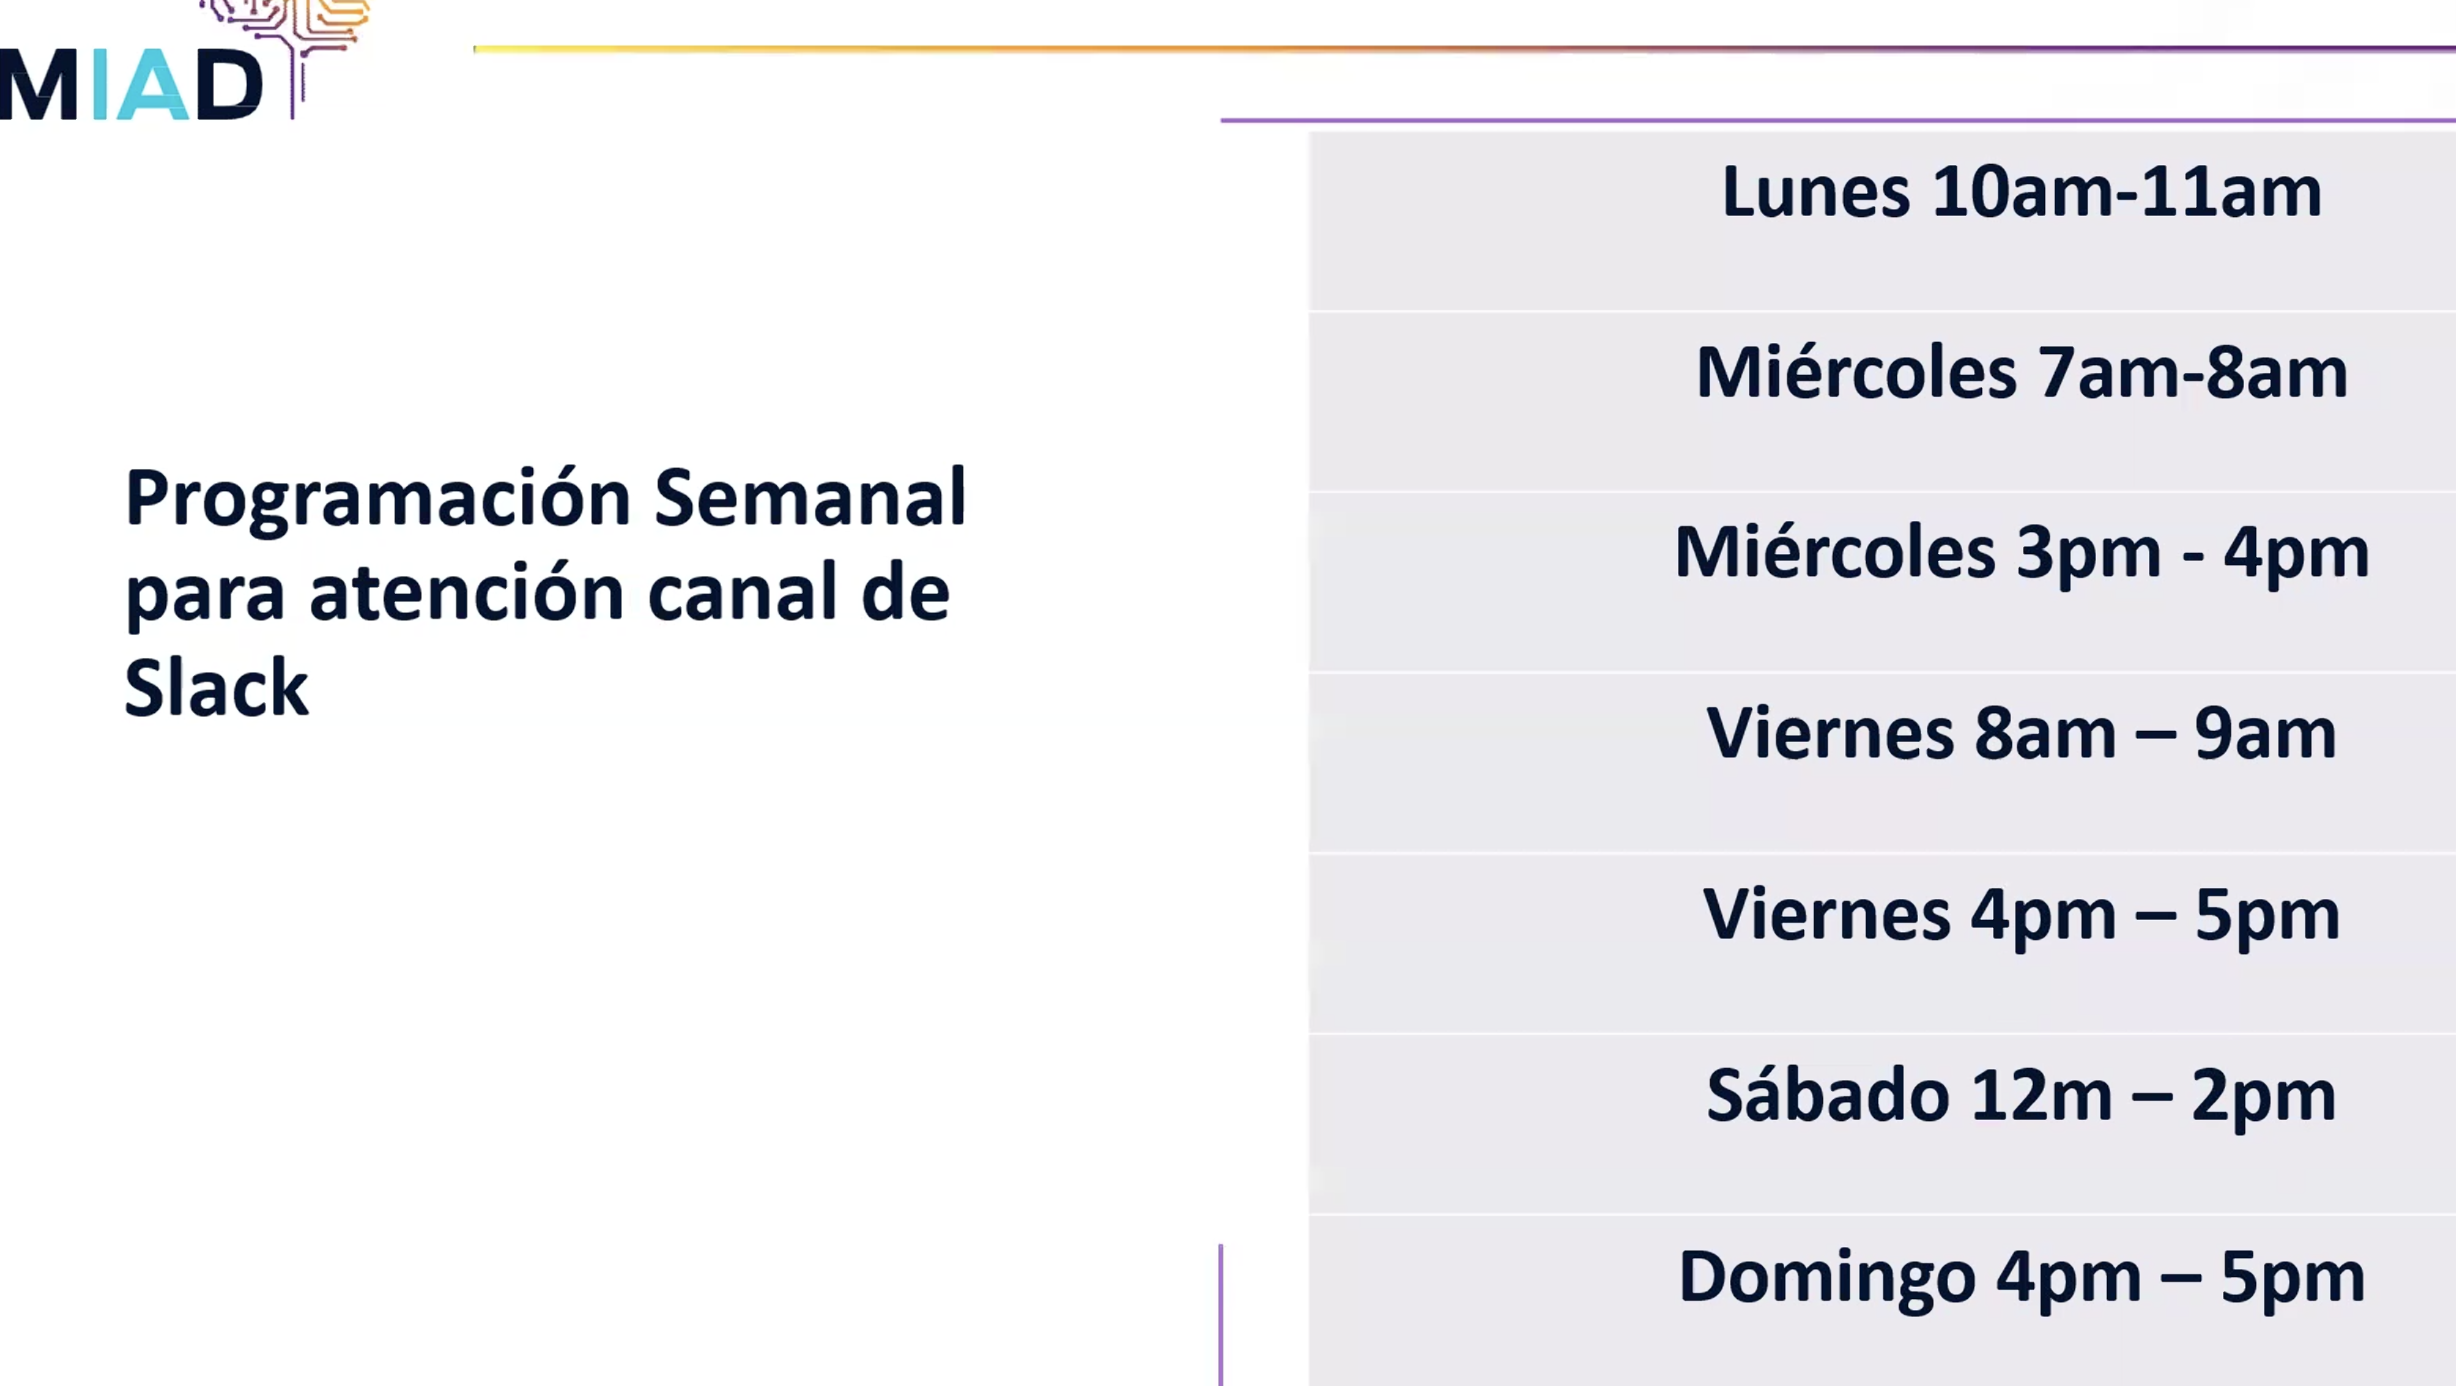 MIAD
Programación Semanal
para atención canal de
Slack
Lunes 10am-11am
Miércoles 7am-8am
Miércoles 3pm - 4pm
Viernes 8am – 9am
Viernes 4pm – 5pm
Sábado 12m – 2pm
Domingo 4pm – 5pm